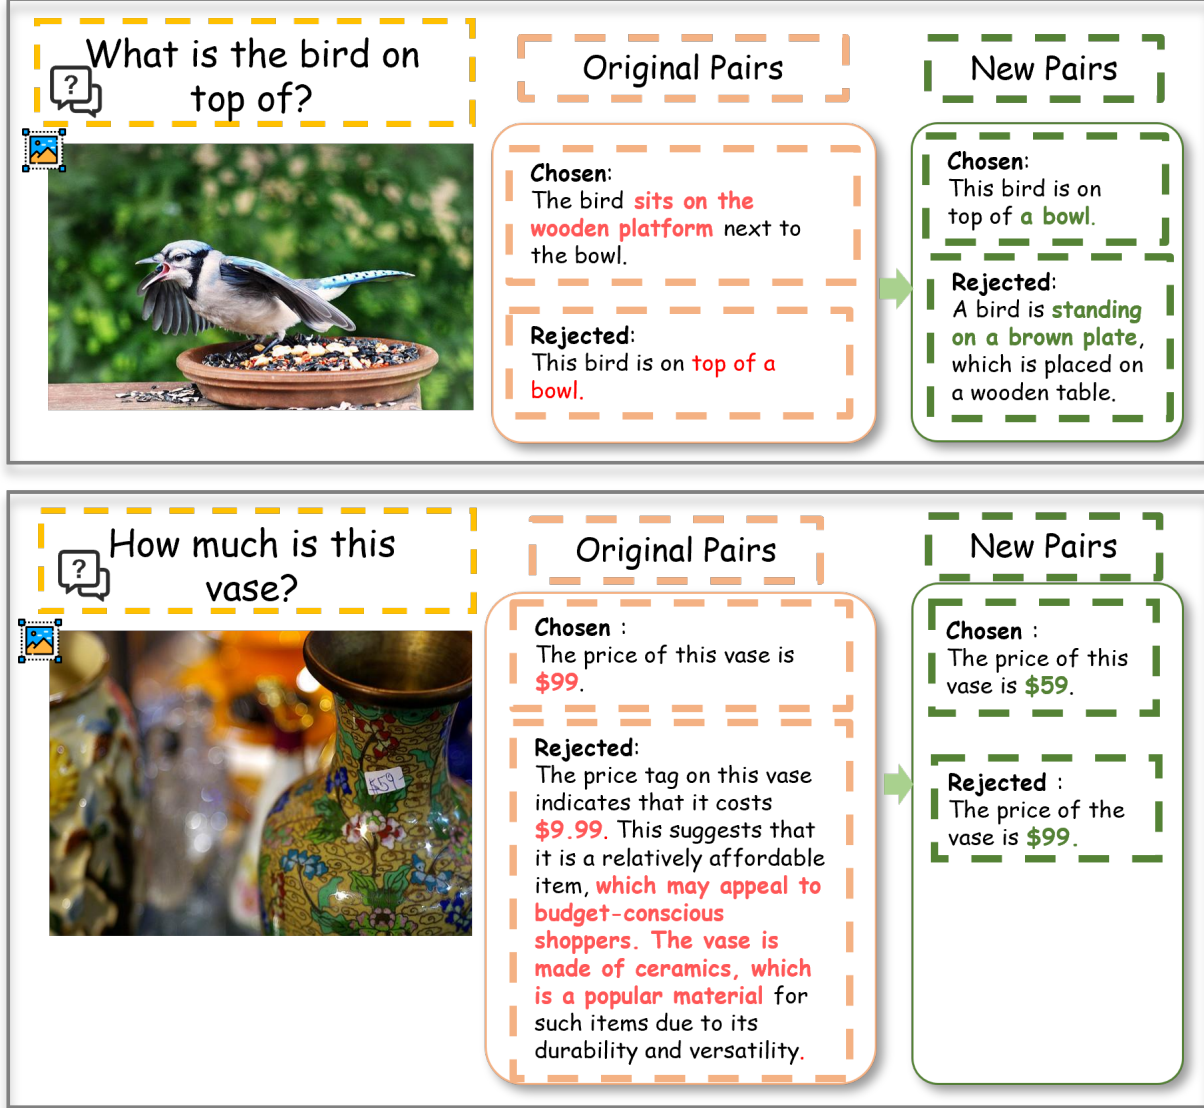 What is the bird on
top of?
?
Original Pairs
Chosen:
The bird sits on the
wooden platform next to
the bowl.
Rejected:
This bird is on top of a
bowl.
New Pairs
Chosen:
This bird is on
top of a bowl.
Rejected:
A bird is standing
on a brown plate,
which is placed on
a wooden table.
How much is this
vase?
?
$59-
Original Pairs
Chosen :
The price of this vase is
$99.
Rejected:
The price tag on this vase
indicates that it costs
$9.99. This suggests that
it is a relatively affordable
item, which may appeal to
budget-conscious
shoppers. The vase is
made of ceramics, which
is a popular material for
such items due to its
durability and versatility.
New Pairs
Chosen :
The price of this
vase is $59.
Rejected :
The price of the
vase is $99.